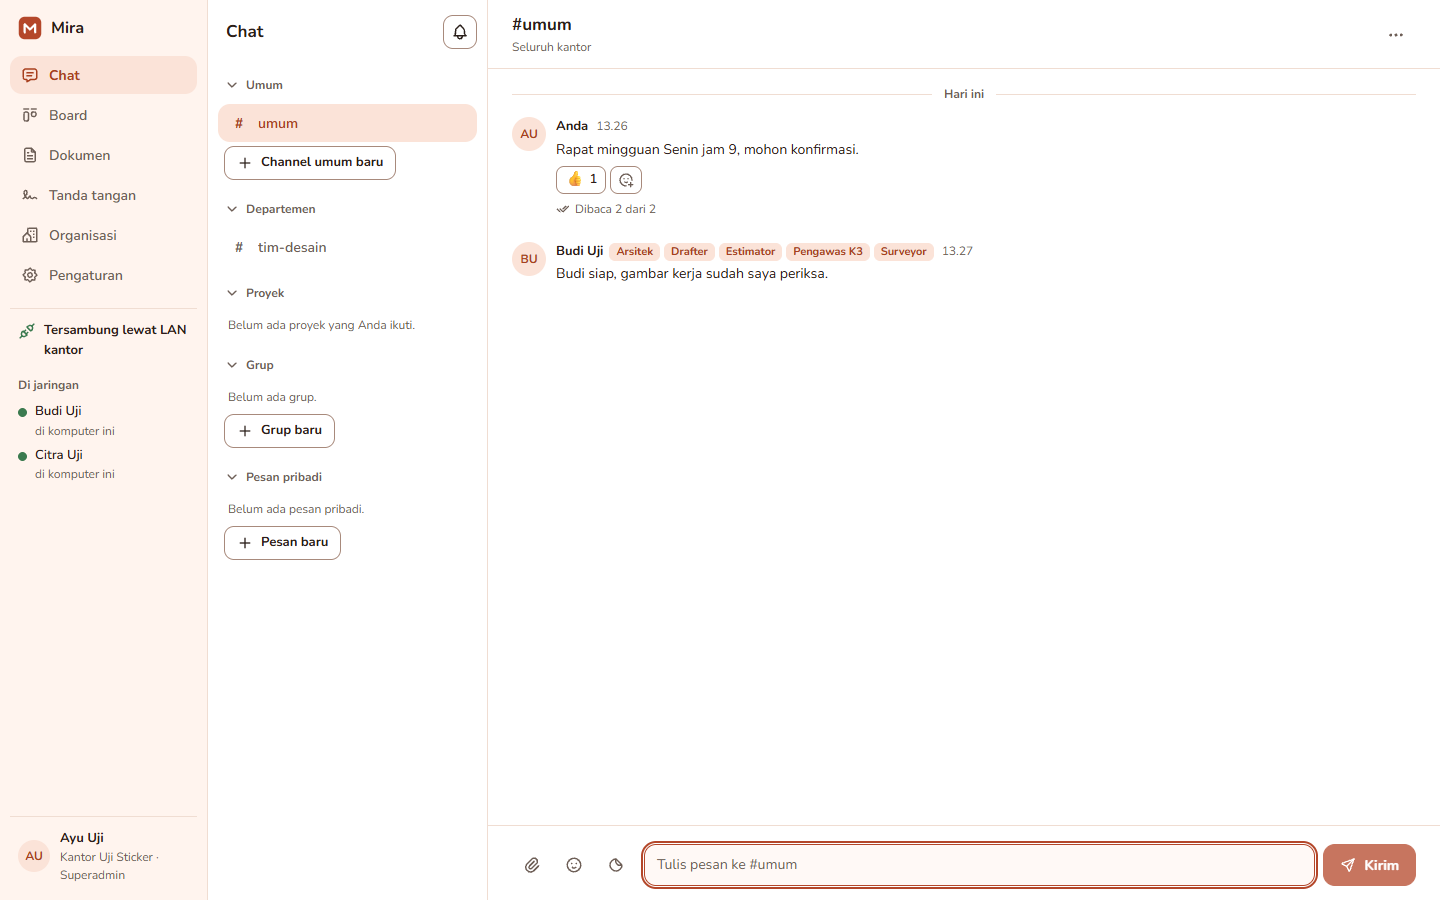 Mira
Chat
Board
Dokumen
Tanda tangan
Organisasi
Pengaturan
Tersambung lewat LAN
kantor
Di jaringan
Budi Uji
di komputer ini
Citra Uji
di komputer ini
AU
Ayu Uji
Kantor Uji Sticker ·
Superadmin
Chat
Umum
# umum
Channel umum baru
Departemen
# tim-desain
Proyek
Belum ada proyek yang Anda ikuti.
Grup
Belum ada grup.
Grup baru
Pesan pribadi
Belum ada pesan pribadi.
Pesan baru
#umum
Seluruh kantor
Hari ini
AU
Anda 13.26
Rapat mingguan Senin jam 9, mohon konfirmasi.
👍 1
Dibaca 2 dari 2
BU
Budi Uji Arsitek Drafter Estimator Pengawas K3 Surveyor 13.27
Budi siap, gambar kerja sudah saya periksa.
Tulis pesan ke #umum
Kirim